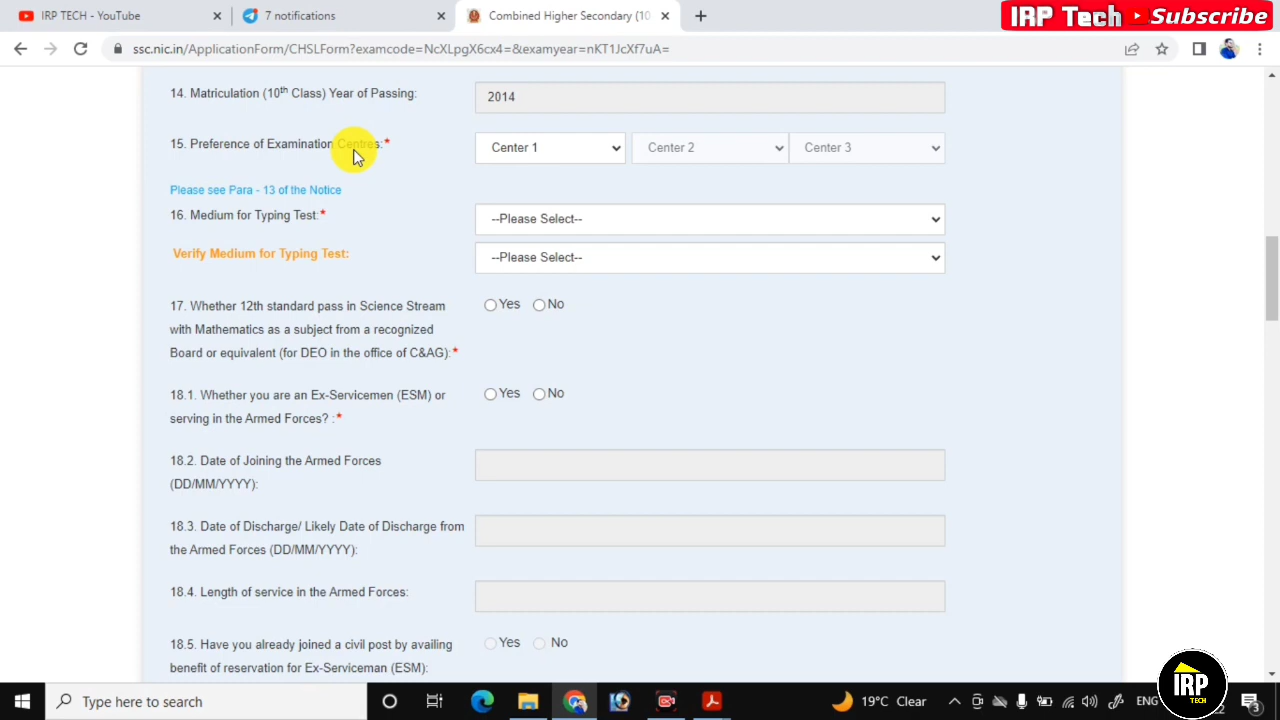 IRP TECH - YouTube
7 notifications
Combined Higher Secondary (10
IRP Tech Subscribe
ssc.nic.in/ApplicationForm/CHSLForm?examcode=NcXLpgX6cx4=&examyear=nKT1JcXf7uA=
14. Matriculation (10th Class) Year of Passing:
2014
15. Preference of Examination Centres:*
Center 1
Center 2
Center 3
Please see Para - 13 of the Notice
16. Medium for Typing Test:*
--Please Select--
Verify Medium for Typing Test:
--Please Select--
17. Whether 12th standard pass in Science Stream
with Mathematics as a subject from a recognized
Board or equivalent (for DEO in the office of C&AG):*
Yes No
18.1. Whether you are an Ex-Servicemen (ESM) or
serving in the Armed Forces? :*
Yes No
18.2. Date of Joining the Armed Forces
(DD/MM/YYYY):
18.3. Date of Discharge/ Likely Date of Discharge from
the Armed Forces (DD/MM/YYYY):
18.4. Length of service in the Armed Forces:
18.5. Have you already joined a civil post by availing
benefit of reservation for Ex-Serviceman (ESM):
Yes No
Type here to search
19°C Clear
ENG
3
IRP
TECH